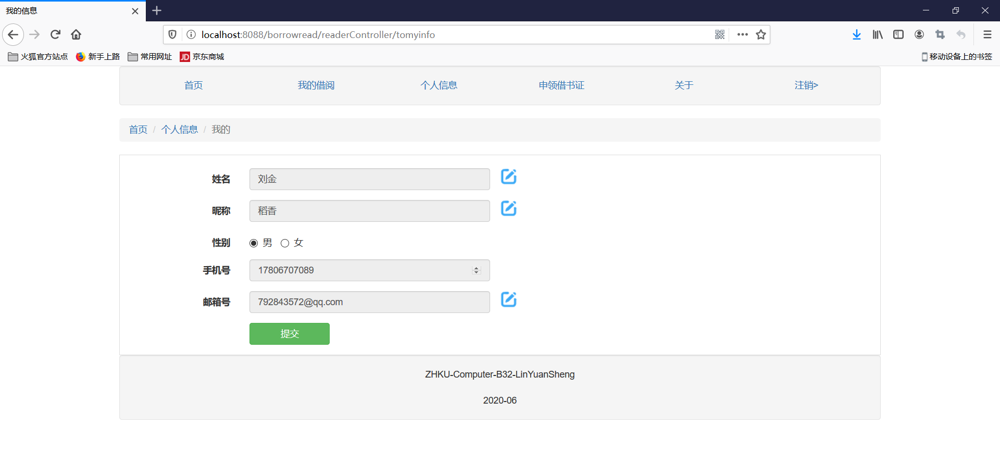 我的信息
localhost:8088/borrowread/readerController/tomyinfo
火狐官方站点 新手上路 常用网址 JD 京东商城 移动设备上的书签
首页 我的借阅 个人信息 申领借书证 关于 注销>
首页 / 个人信息 / 我的
姓名 刘金
昵称 稻香
性别 男 女
手机号 17806707089
邮箱号 792843572@qq.com
提交
ZHKU-Computer-B32-LinYuanSheng
2020-06